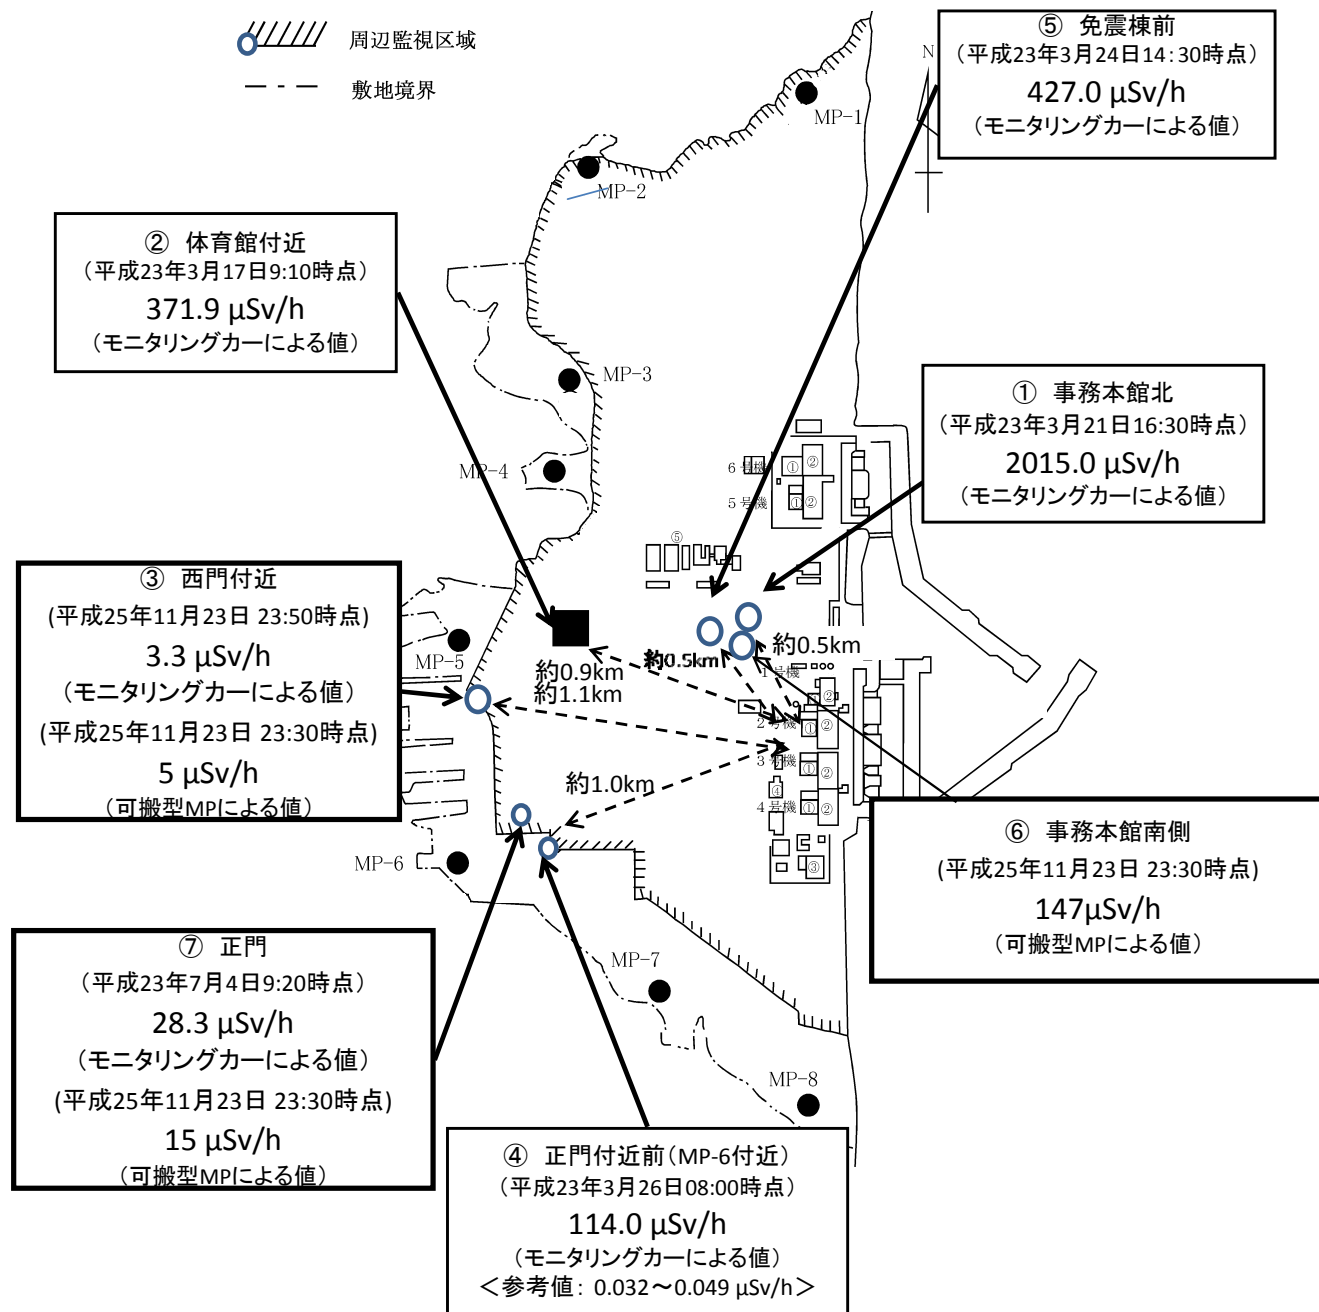 周辺監視区域
敷地境界
⑤ 免震棟前
(平成23年3月24日14:30時点)
427.0 μSv/h
(モニタリングカーによる値)
N
MP-1
MP-2
② 体育館付近
(平成23年3月17日9:10時点)
371.9 μSv/h
(モニタリングカーによる値)
MP-3
MP-4
① 事務本館北
(平成23年3月21日16:30時点)
2015.0 μSv/h
(モニタリングカーによる値)
6号機
①
②
5号機
①
②
⑤
③ 西門付近
(平成25年11月23日 23:50時点)
3.3 μSv/h
(モニタリングカーによる値)
(平成25年11月23日 23:30時点)
5 μSv/h
(可搬型MPによる値)
MP-5
約0.9km
約1.1km
約0.5km
約0.5km
1号機
②
2号機
①
②
3号機
①
②
④
4号機
①
②
③
約1.0km
MP-6
⑥ 事務本館南側
(平成25年11月23日 23:30時点)
147μSv/h
(可搬型MPによる値)
⑦ 正門
(平成23年7月4日9:20時点)
28.3 μSv/h
(モニタリングカーによる値)
(平成25年11月23日 23:30時点)
15 μSv/h
(可搬型MPによる値)
MP-7
MP-8
④ 正門付近前(MP-6付近)
(平成23年3月26日08:00時点)
114.0 μSv/h
(モニタリングカーによる値)
<参考値: 0.032~0.049 μSv/h>